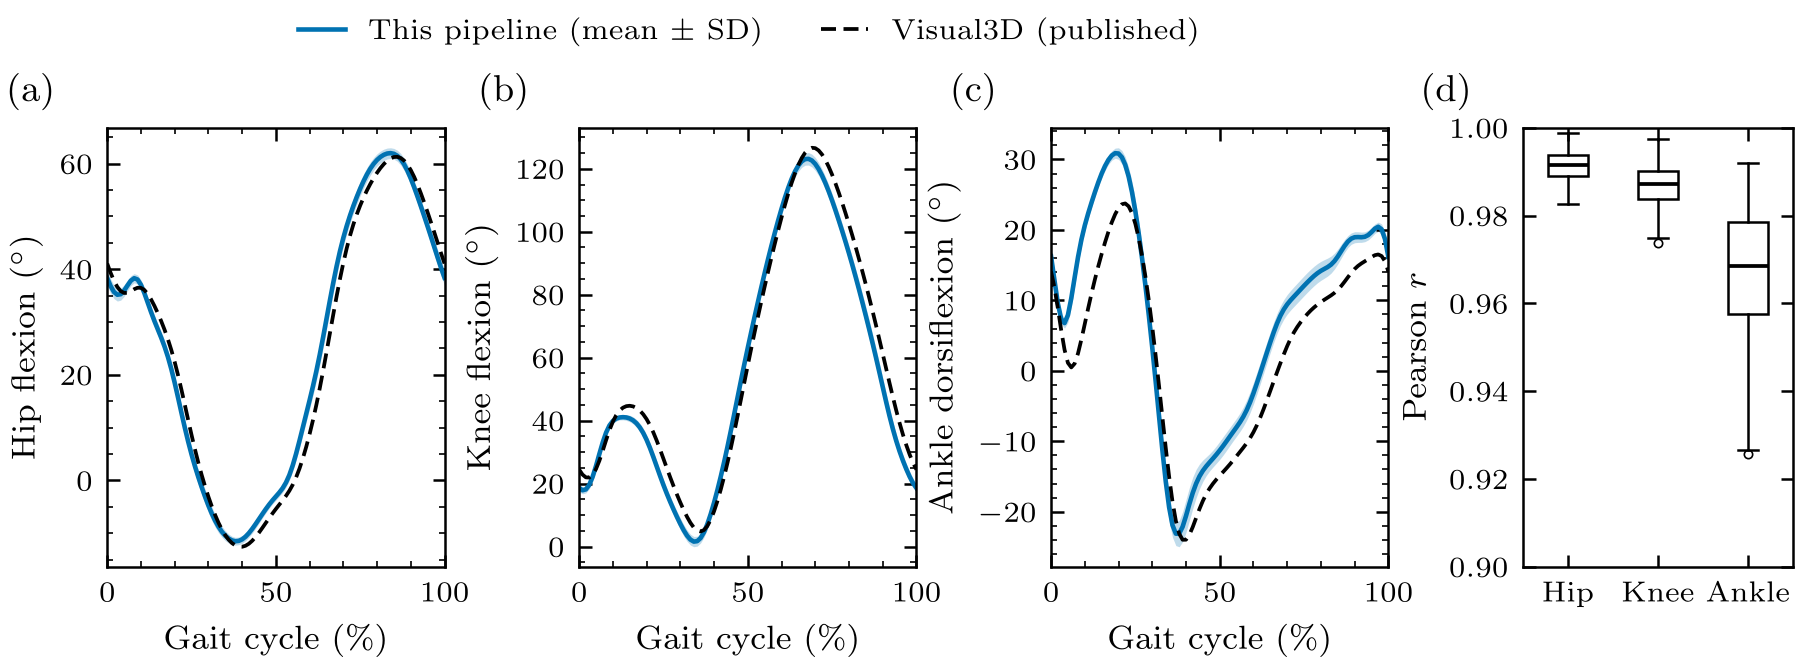 This pipeline (mean ± SD)
Visual3D (published)
(a)
Hip flexion (°)
60
40
20
0
0
50
100
Gait cycle (%)
(b)
Knee flexion (°)
120
100
80
60
40
20
0
0
50
100
Gait cycle (%)
(c)
Ankle dorsiflexion (°)
30
20
10
0
−10
−20
0
50
100
Gait cycle (%)
(d)
Pearson r
1.00
0.98
0.96
0.94
0.92
0.90
Hip
Knee
Ankle